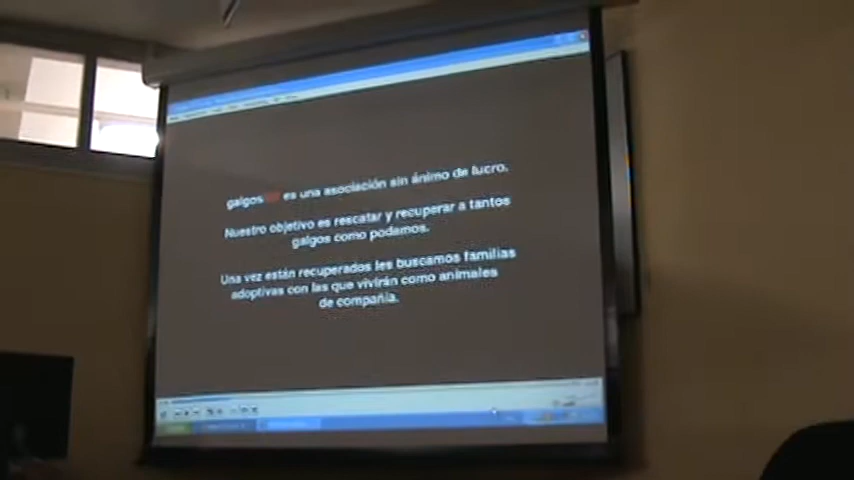 galgos es una asociación sin ánimo de lucro.
Nuestro objetivo es rescatar y recuperar a tantos
galgos como podamos.
Una vez están recuperados les buscamos familias
adoptivas con las que vivirán como animales
de compañía.